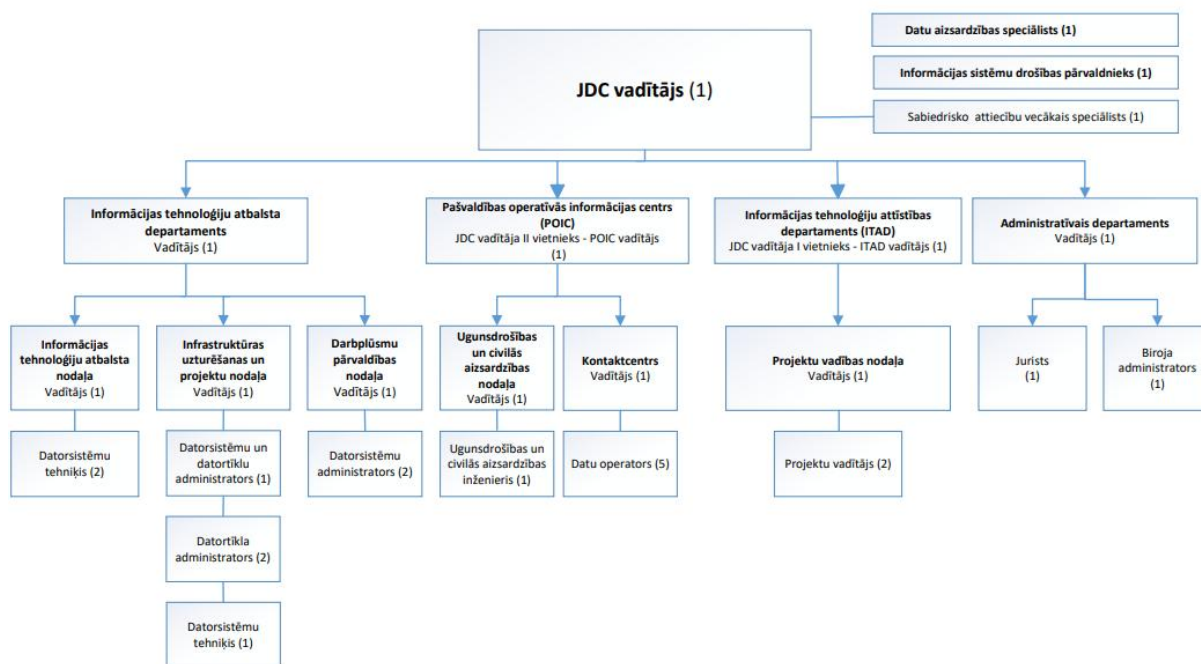 JDC vadītājs (1)
Datu aizsardzības speciālists (1)
Informācijas sistēmu drošības pārvaldnieks (1)
Sabiedrisko attiecību vecākais speciālists (1)
Informācijas tehnoloģiju atbalsta
departaments
Vadītājs (1)
Pašvaldības operatīvās informācijas centrs
(POIC)
JDC vadītāja II vietnieks - POIC vadītājs
(1)
Informācijas tehnoloģiju attīstības
departaments (ITAD)
JDC vadītāja I vietnieks - ITAD vadītājs (1)
Administratīvais departaments
Vadītājs (1)
Informācijas
tehnoloģiju atbalsta
nodaļa
Vadītājs (1)
Infrastruktūras
uzturēšanas un
projektu nodaļa
Vadītājs (1)
Darbplūsmu
pārvaldības
nodaļa
Vadītājs (1)
Ugunsdrošības
un civilās
aizsardzības
nodaļa
Vadītājs (1)
Kontaktcentrs
Vadītājs (1)
Projektu vadības nodaļa
Vadītājs (1)
Jurists
(1)
Biroja
administrators
(1)
Datorsistēmu
tehniķis (2)
Datorsistēmu un
datortīklu
administrators (1)
Datorsistēmu
administrators (2)
Ugunsdrošības un
civilās aizsardzības
inženieris (1)
Datu operators (5)
Projektu vadītājs (2)
Datortīkla
administrators (2)
Datorsistēmu
tehniķis (1)